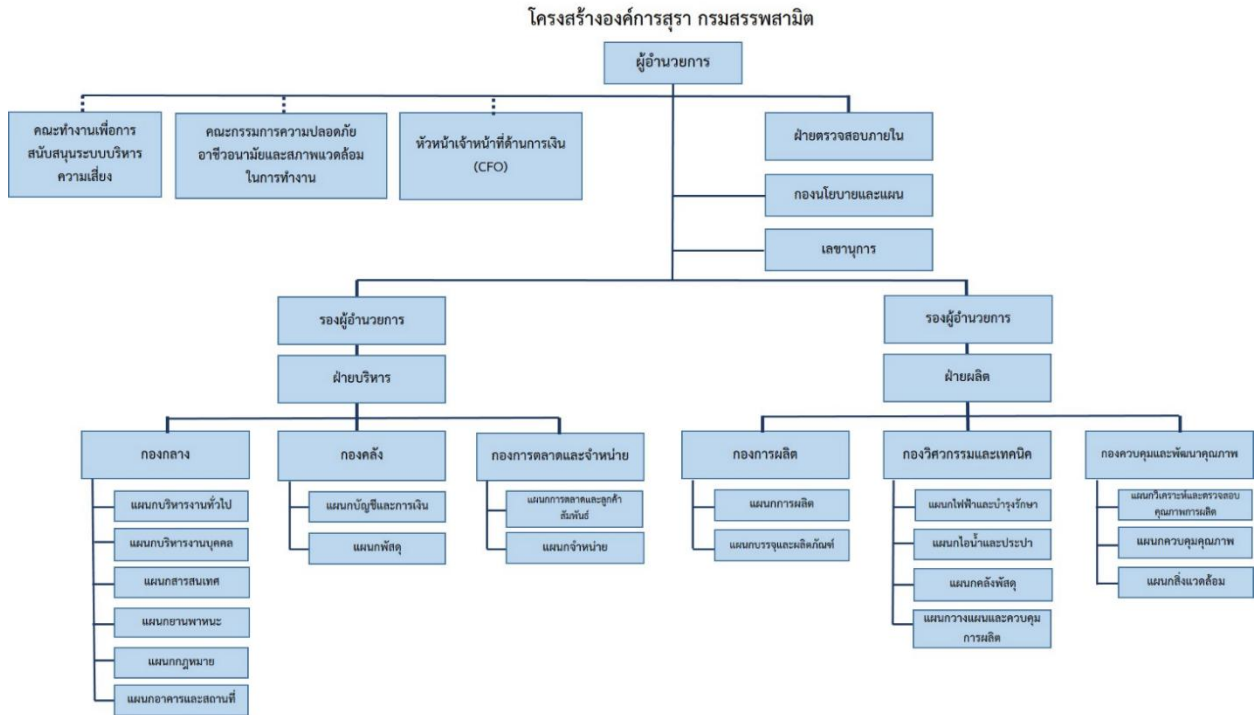 โครงสร้างองค์การสุรา กรมสรรพสามิต
ผู้อำนวยการ
คณะทำงานเพื่อการ
สนับสนุนระบบบริหาร
ความเสี่ยง
คณะกรรมการความปลอดภัย
อาชีวอนามัยและสภาพแวดล้อม
ในการทำงาน
หัวหน้าเจ้าหน้าที่ด้านการเงิน
(CFO)
ฝ่ายตรวจสอบภายใน
กองนโยบายและแผน
เลขานุการ
รองผู้อำนวยการ
ฝ่ายบริหาร
กองกลาง
แผนกบริหารงานทั่วไป
แผนกบริหารงานบุคคล
แผนกสารสนเทศ
แผนกยานพาหนะ
แผนกกฎหมาย
แผนกอาคารและสถานที่
กองคลัง
แผนกบัญชีและการเงิน
แผนกพัสดุ
กองการตลาดและจำหน่าย
แผนกการตลาดและลูกค้า
สัมพันธ์
แผนกจำหน่าย
รองผู้อำนวยการ
ฝ่ายผลิต
กองการผลิต
แผนกการผลิต
แผนกบรรจุและผลิตภัณฑ์
กองวิศวกรรมและเทคนิค
แผนกไฟฟ้าและบำรุงรักษา
แผนกไอน้ำและประปา
แผนกคลังพัสดุ
แผนกวางแผนและควบคุม
การผลิต
กองควบคุมและพัฒนาคุณภาพ
แผนกวิเคราะห์และตรวจสอบ
คุณภาพการผลิต
แผนกควบคุมคุณภาพ
แผนกสิ่งแวดล้อม